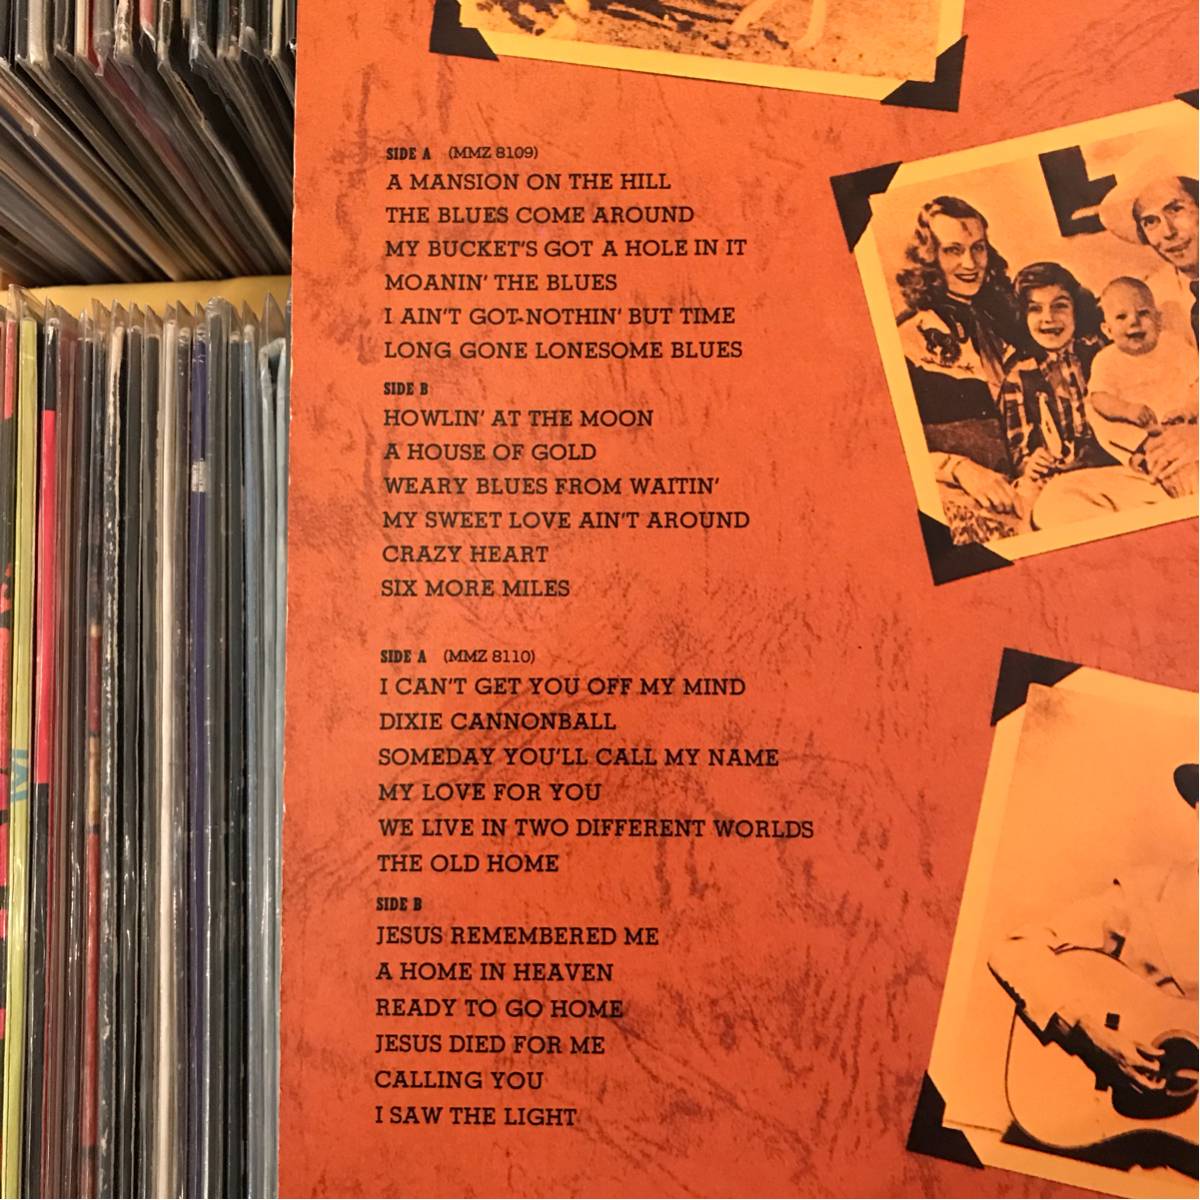 SIDE A (MMZ 8109)
A MANSION ON THE HILL
THE BLUES COME AROUND
MY BUCKET'S GOT A HOLE IN IT
MOANIN' THE BLUES
I AIN'T GOT-NOTHIN' BUT TIME
LONG GONE LONESOME BLUES
SIDE B
HOWLIN' AT THE MOON
A HOUSE OF GOLD
WEARY BLUES FROM WAITIN'
MY SWEET LOVE AIN'T AROUND
CRAZY HEART
SIX MORE MILES
SIDE A (MMZ 8110)
I CAN'T GET YOU OFF MY MIND
DIXIE CANNONBALL
SOMEDAY YOU'LL CALL MY NAME
MY LOVE FOR YOU
WE LIVE IN TWO DIFFERENT WORLDS
THE OLD HOME
SIDE B
JESUS REMEMBERED ME
A HOME IN HEAVEN
READY TO GO HOME
JESUS DIED FOR ME
CALLING YOU
I SAW THE LIGHT